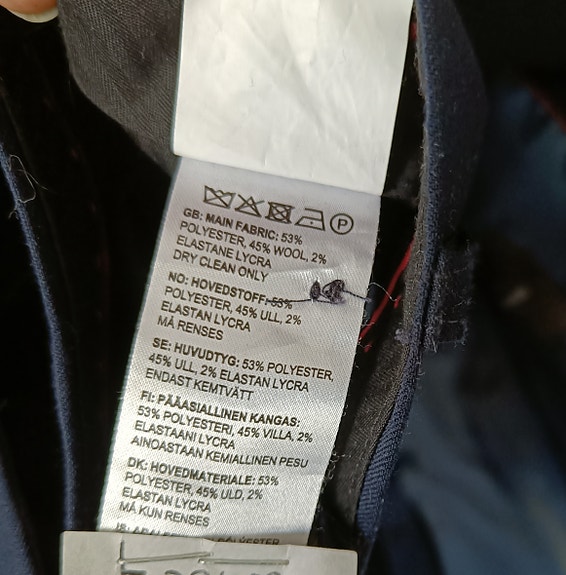 P
GB: MAIN FABRIC: 53%
POLYESTER, 45% WOOL, 2%
ELASTANE LYCRA
DRY CLEAN ONLY
NO: HOVEDSTOFF: 53%
POLYESTER, 45% ULL, 2%
ELASTAN LYCRA
MÅ RENSES
SE: HUVUDTYG: 53% POLYESTER,
45% ULL, 2% ELASTAN LYCRA
ENDAST KEMTVÄTT
FI: PÄÄASIALLINEN KANGAS:
53% POLYESTERI, 45% VILLA, 2%
ELASTAANI LYCRA
AINOASTAAN KEMIALLINEN PESU
DK: HOVEDMATERIALE: 53%
POLYESTER, 45% ULD, 2%
ELASTAN LYCRA
MÅ KUN RENSES